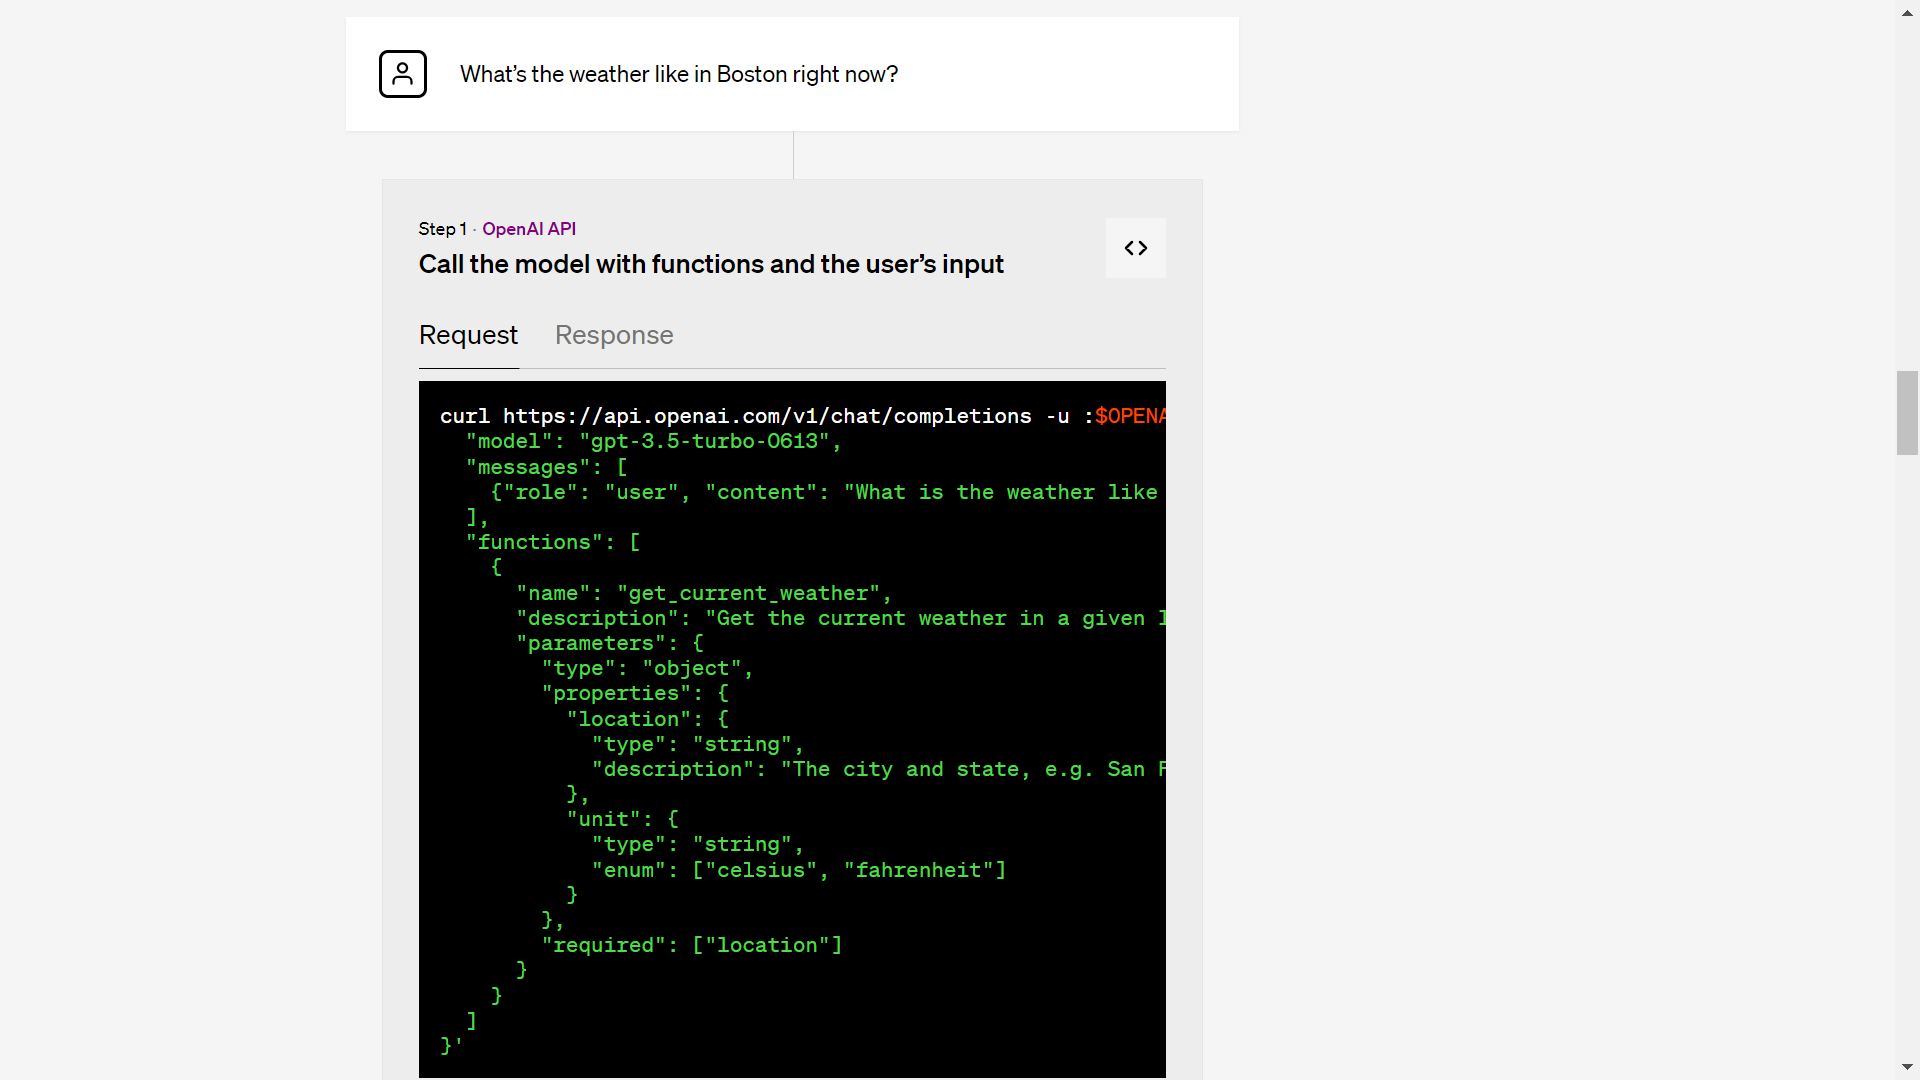 What’s the weather like in Boston right now?
Step 1 · OpenAI API
Call the model with functions and the user’s input
Request Response
curl https://api.openai.com/v1/chat/completions -u :$OPENA
"model": "gpt-3.5-turbo-0613",
"messages": [
{"role": "user", "content": "What is the weather like
],
"functions": [
{
"name": "get_current_weather",
"description": "Get the current weather in a given
"parameters": {
"type": "object",
"properties": {
"location": {
"type": "string",
"description": "The city and state, e.g. San
},
"unit": {
"type": "string",
"enum": ["celsius", "fahrenheit"]
}
},
"required": ["location"]
}
}
]
}'